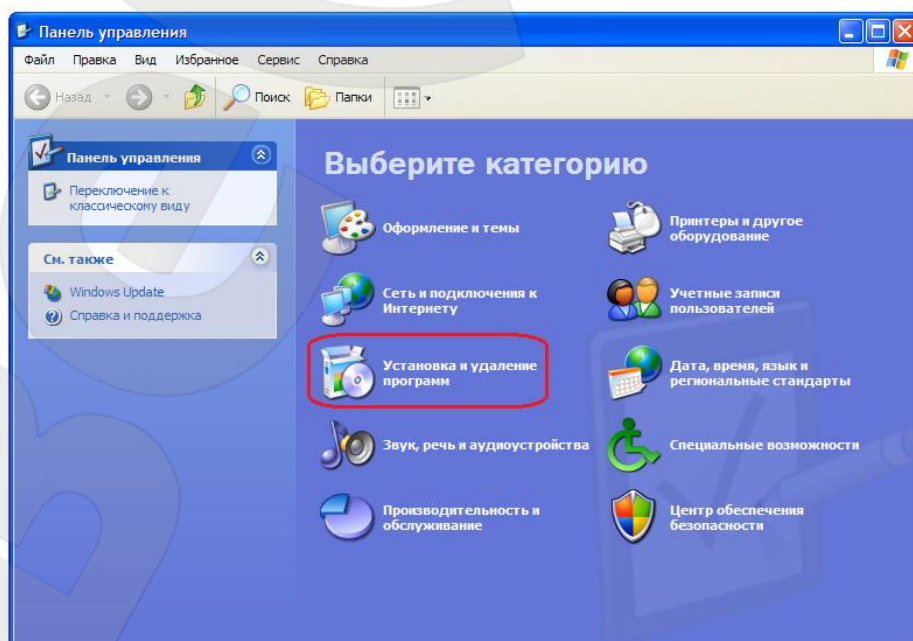 Панель управления
Файл Правка Вид Избранное Сервис Справка
Назад Поиск Папки
Панель управления
Переключение к
классическому виду
См. также
Windows Update
Справка и поддержка
Выберите категорию
Оформление и темы
Принтеры и другое
оборудование
Сеть и подключения к
Интернету
Учетные записи
пользователей
Установка и удаление
программ
Дата, время, язык и
региональные стандарты
Звук, речь и аудиоустройства
Специальные возможности
Производительность и
обслуживание
Центр обеспечения
безопасности